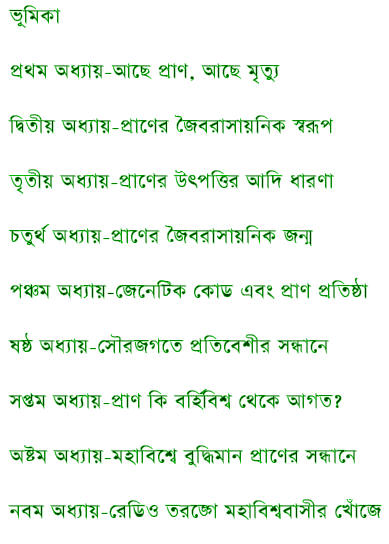 ভূমিকা
প্রথম অধ্যায়-আছে প্রাণ, আছে মৃত্যু
দ্বিতীয় অধ্যায়-প্রাণের জৈবরাসায়নিক স্বরূপ
তৃতীয় অধ্যায়-প্রাণের উৎপত্তির আদি ধারণা
চতুর্থ অধ্যায়-প্রাণের জৈবরাসায়নিক জন্ম
পঞ্চম অধ্যায়-জেনেটিক কোড এবং প্রাণ প্রতিষ্ঠা
ষষ্ঠ অধ্যায়-সৌরজগতে প্রতিবেশীর সন্ধানে
সপ্তম অধ্যায়-প্রাণ কি বর্হিবিশ্ব থেকে আগত?
অষ্টম অধ্যায়-মহাবিশ্বে বুদ্ধিমান প্রাণের সন্ধানে
নবম অধ্যায়-রেডিও তরঙ্গে মহাবিশ্ববাসীর খোঁজে